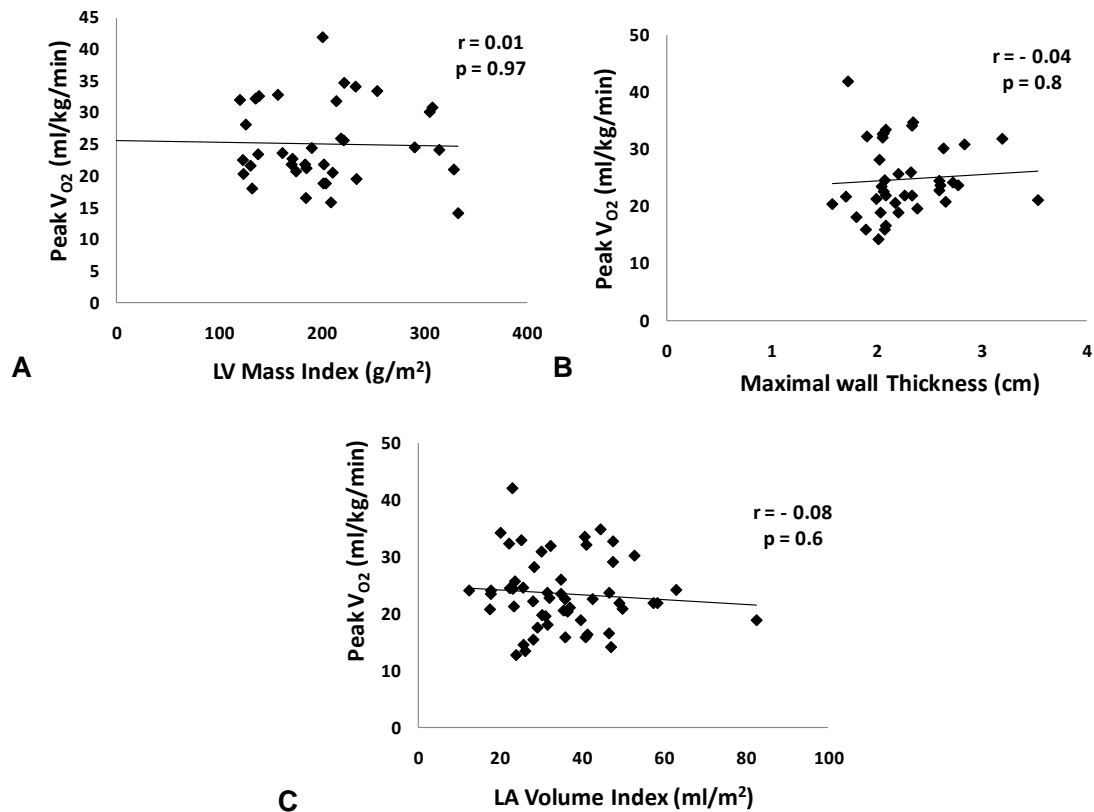 45
40
35
30
25
20
15
10
5
0
Peak V_O2 (ml/kg/min)
r = 0.01
p = 0.97
0 100 200 300 400
LV Mass Index (g/m²)
A
50
40
30
20
10
0
Peak V_O2 (ml/kg/min)
r = - 0.04
p = 0.8
0 1 2 3 4
Maximal wall Thickness (cm)
B
50
40
30
20
10
0
Peak V_O2 (ml/kg/min)
r = - 0.08
p = 0.6
0 20 40 60 80 100
LA Volume Index (ml/m²)
C